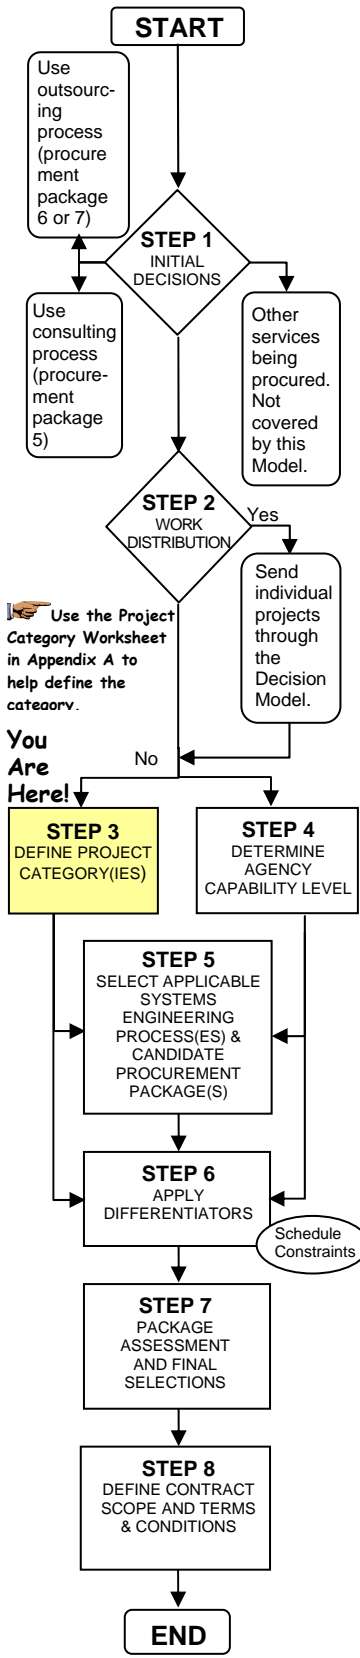 START
Use
outsourc-
ing
process
(procure
ment
package
6 or 7)
STEP 1
INITIAL
DECISIONS
Use
consulting
process
(procure-
ment
package
5)
Other
services
being
procured.
Not
covered
by this
Model.
STEP 2
WORK
DISTRIBUTION
Yes
Send
individual
projects
through
the
Decision
Model.
Use the Project
Category Worksheet
in Appendix A to
help define the
category.
You
Are
Here!
No
STEP 3
DEFINE PROJECT
CATEGORY(IES)
STEP 4
DETERMINE
AGENCY
CAPABILITY LEVEL
STEP 5
SELECT APPLICABLE
SYSTEMS
ENGINEERING
PROCESS(ES) &
CANDIDATE
PROCUREMENT
PACKAGE(S)
STEP 6
APPLY
DIFFERENTIATORS
Schedule
Constraints
STEP 7
PACKAGE
ASSESSMENT
AND FINAL
SELECTIONS
STEP 8
DEFINE CONTRACT
SCOPE AND TERMS
& CONDITIONS
END